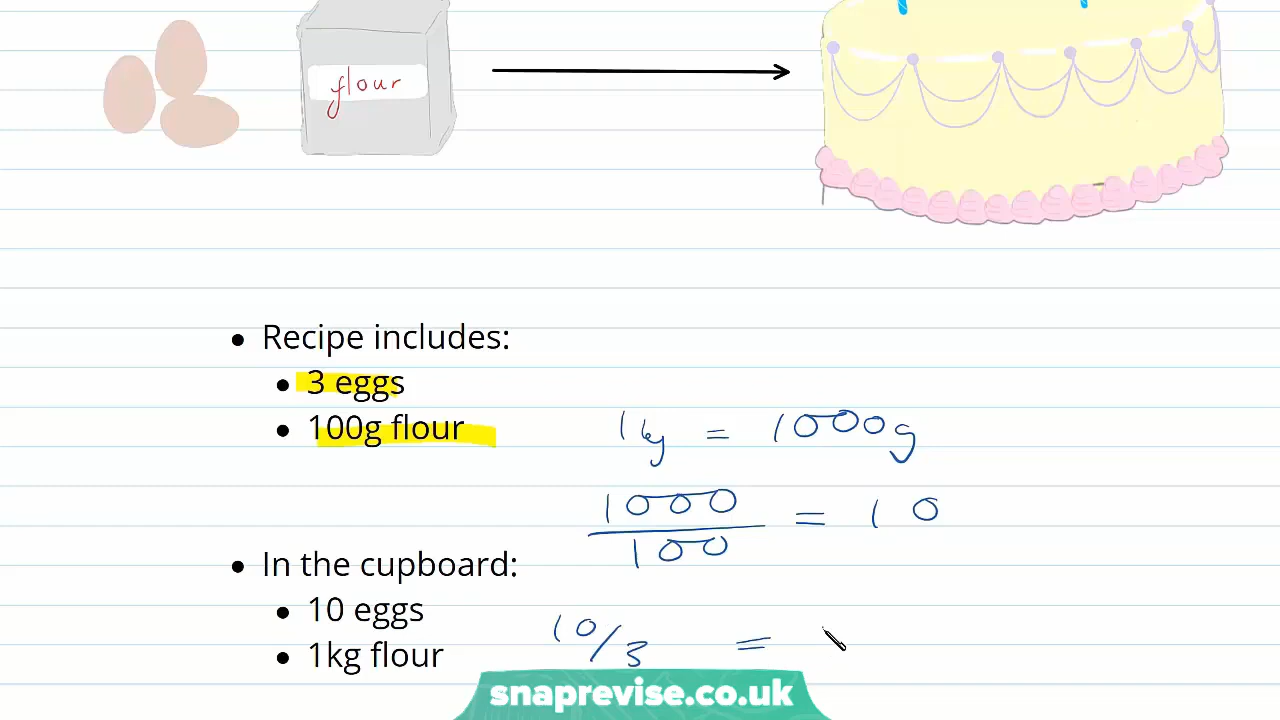 flour
• Recipe includes:
• 3 eggs
• 100g flour
1kg = 1000g
1000/100 = 10
• In the cupboard:
• 10 eggs
• 1kg flour
10/3 =
snaprevise.co.uk